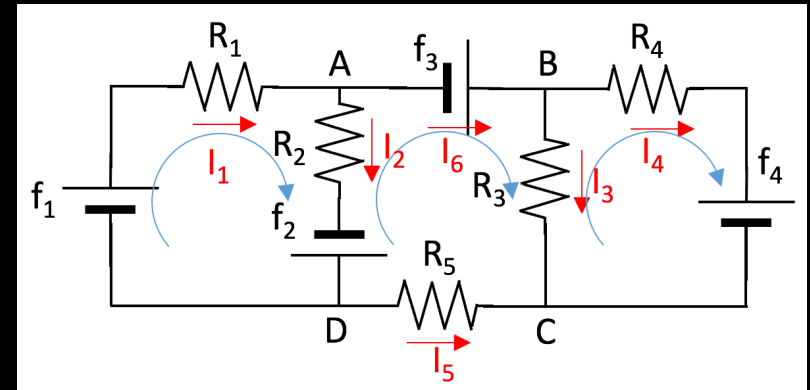 R₁
A
f₃
B
R₄
I₁
R₂
I₂
I₆
R₃
I₃
I₄
f₁
f₂
f₄
R₅
D
C
I₅